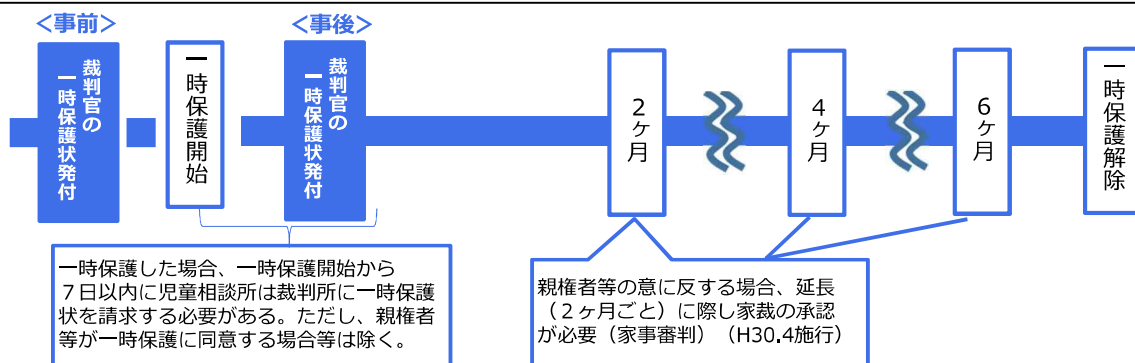 ＜事前＞
裁判官の
一時保護状発付
一時保護開始
＜事後＞
裁判官の
一時保護状発付
２ケ月
４ケ月
６ケ月
一時保護解除
一時保護した場合、一時保護開始から
７日以内に児童相談所は裁判所に一時保護
状を請求する必要がある。ただし、親権者
等が一時保護に同意する場合等は除く。
親権者等の意に反する場合、延長
（２ヶ月ごと）に際し家裁の承認
が必要（家事審判）（H30.4施行）